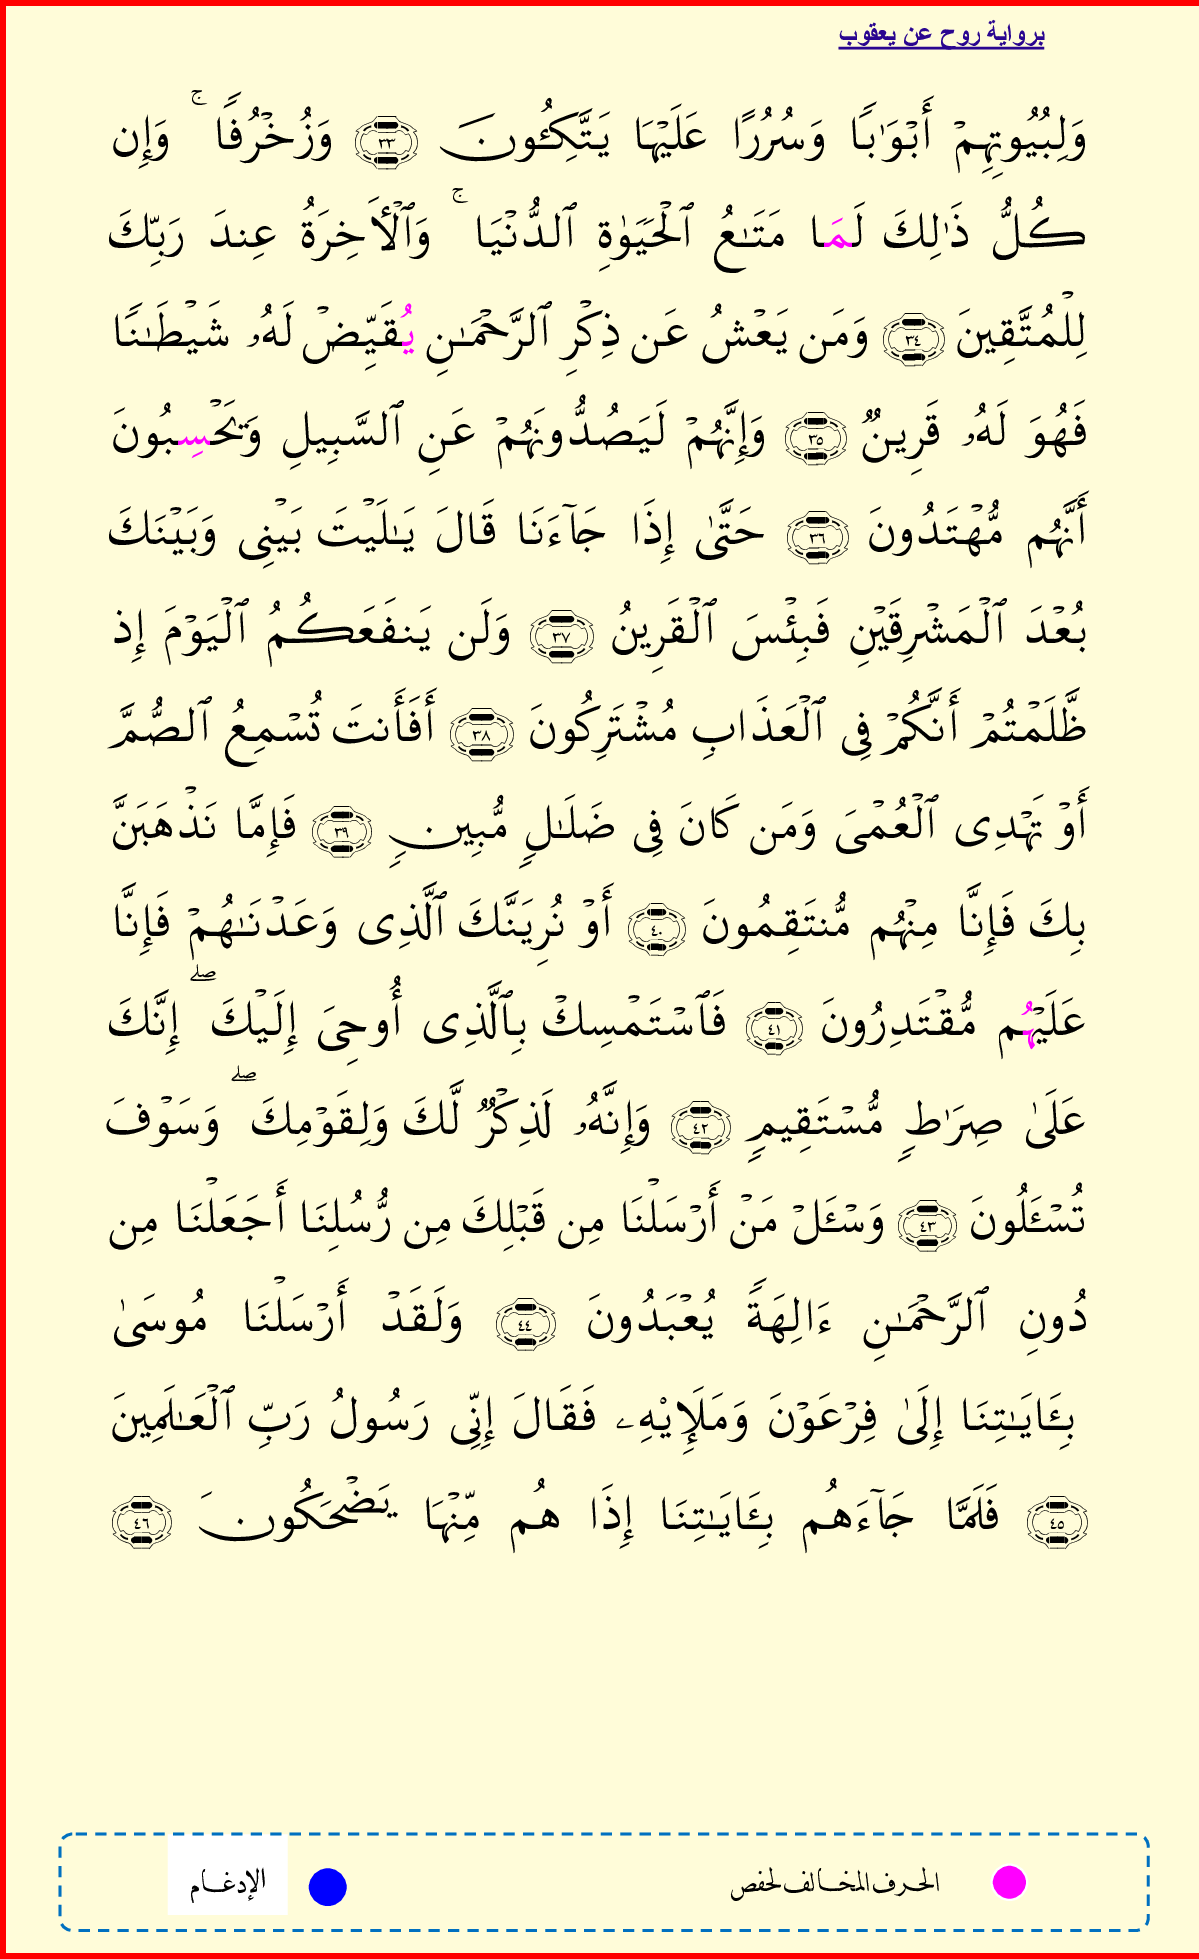 برواية روح عن يعقوب
وَلِبُيُوتِهِمۡ أَبۡوَٰبٗا وَسُرُرًا عَلَيۡهَا يَتَّكِـُٔونَ ٣٣ وَزُخۡرُفٗاۚ وَإِن
كُلُّ ذَٰلِكَ لَمَا مَتَٰعُ ٱلۡحَيَوٰةِ ٱلدُّنۡيَاۚ وَٱلۡأَخِرَةُ عِندَ رَبِّكَ
لِلۡمُتَّقِينَ ٣٤ وَمَن يَعۡشُ عَن ذِكۡرِ ٱلرَّحۡمَٰنِ يُقَيِّضۡ لَهُۥ شَيۡطَٰنٗا
فَهُوَ لَهُۥ قَرِينٞ ٣٥ وَإِنَّهُمۡ لَيَصُدُّونَهُمۡ عَنِ ٱلسَّبِيلِ وَيَحۡسِبُونَ
أَنَّهُم مُّهۡتَدُونَ ٣٦ حَتَّىٰ إِذَا جَآءَنَا قَالَ يَٰلَيۡتَ بَيۡنِى وَبَيۡنَكَ
بُعۡدَ ٱلۡمَشۡرِقَيۡنِ فَبِئۡسَ ٱلۡقَرِينُ ٣٧ وَلَن يَنفَعَكُمُ ٱلۡيَوۡمَ إِذ
ظَّلَمۡتُمۡ أَنَّكُمۡ فِى ٱلۡعَذَابِ مُشۡتَرِكُونَ ٣٨ أَفَأَنتَ تُسۡمِعُ ٱلصُّمَّ
أَوۡ تَهۡدِى ٱلۡعُمۡىَ وَمَن كَانَ فِى ضَلَٰلٖ مُّبِينٖ ٣٩ فَإِمَّا نَذۡهَبَنَّ
بِكَ فَإِنَّا مِنۡهُم مُّنتَقِمُونَ ٤٠ أَوۡ نُرِيَنَّكَ ٱلَّذِى وَعَدۡنَٰهُمۡ فَإِنَّا
عَلَيۡهُم مُّقۡتَدِرُونَ ٤١ فَٱسۡتَمۡسِكۡ بِٱلَّذِى أُوحِىَ إِلَيۡكَۖ إِنَّكَ
عَلَىٰ صِرَٰطٖ مُّسۡتَقِيمٖ ٤٢ وَإِنَّهُۥ لَذِكۡرٞ لَّكَ وَلِقَوۡمِكَۖ وَسَوۡفَ
تُسۡـَٔلُونَ ٤٣ وَسۡـَٔلۡ مَنۡ أَرۡسَلۡنَا مِن قَبۡلِكَ مِن رُّسُلِنَا أَجَعَلۡنَا مِن
دُونِ ٱلرَّحۡمَٰنِ ءَالِهَةٗ يُعۡبَدُونَ ٤٤ وَلَقَدۡ أَرۡسَلۡنَا مُوسَىٰ
بِـَٔايَٰتِنَا إِلَىٰ فِرۡعَوۡنَ وَمَلَإِيْهِۦ فَقَالَ إِنِّى رَسُولُ رَبِّ ٱلۡعَٰلَمِينَ
٤٥ فَلَمَّا جَآءَهُم بِـَٔايَٰتِنَا إِذَا هُم مِّنۡهَا يَضۡحَكُونَ ٤٦
الحرف المخالف لحفص الإدغام